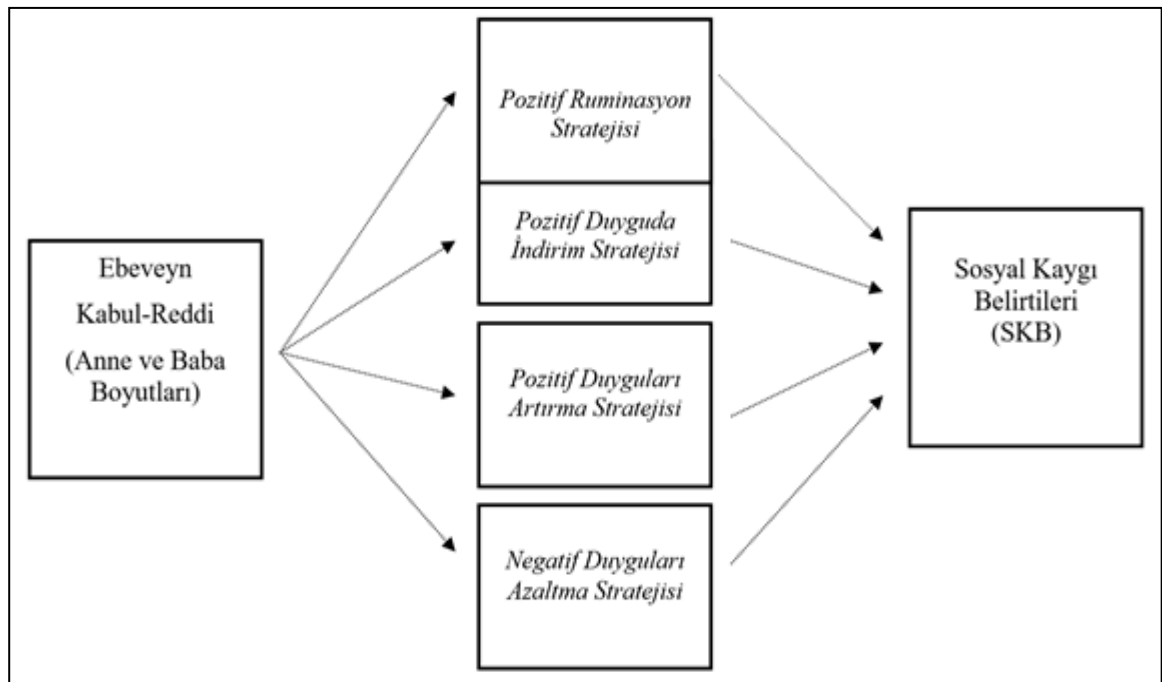 Ebeveyn
Kabul-Reddi
(Anne ve Baba
Boyutları)
Pozitif Ruminasyon
Stratejisi
Pozitif Duyguda
İndirim Stratejisi
Pozitif Duyguları
Artırma Stratejisi
Negatif Duyguları
Azaltma Stratejisi
Sosyal Kaygı
Belirtileri
(SKB)